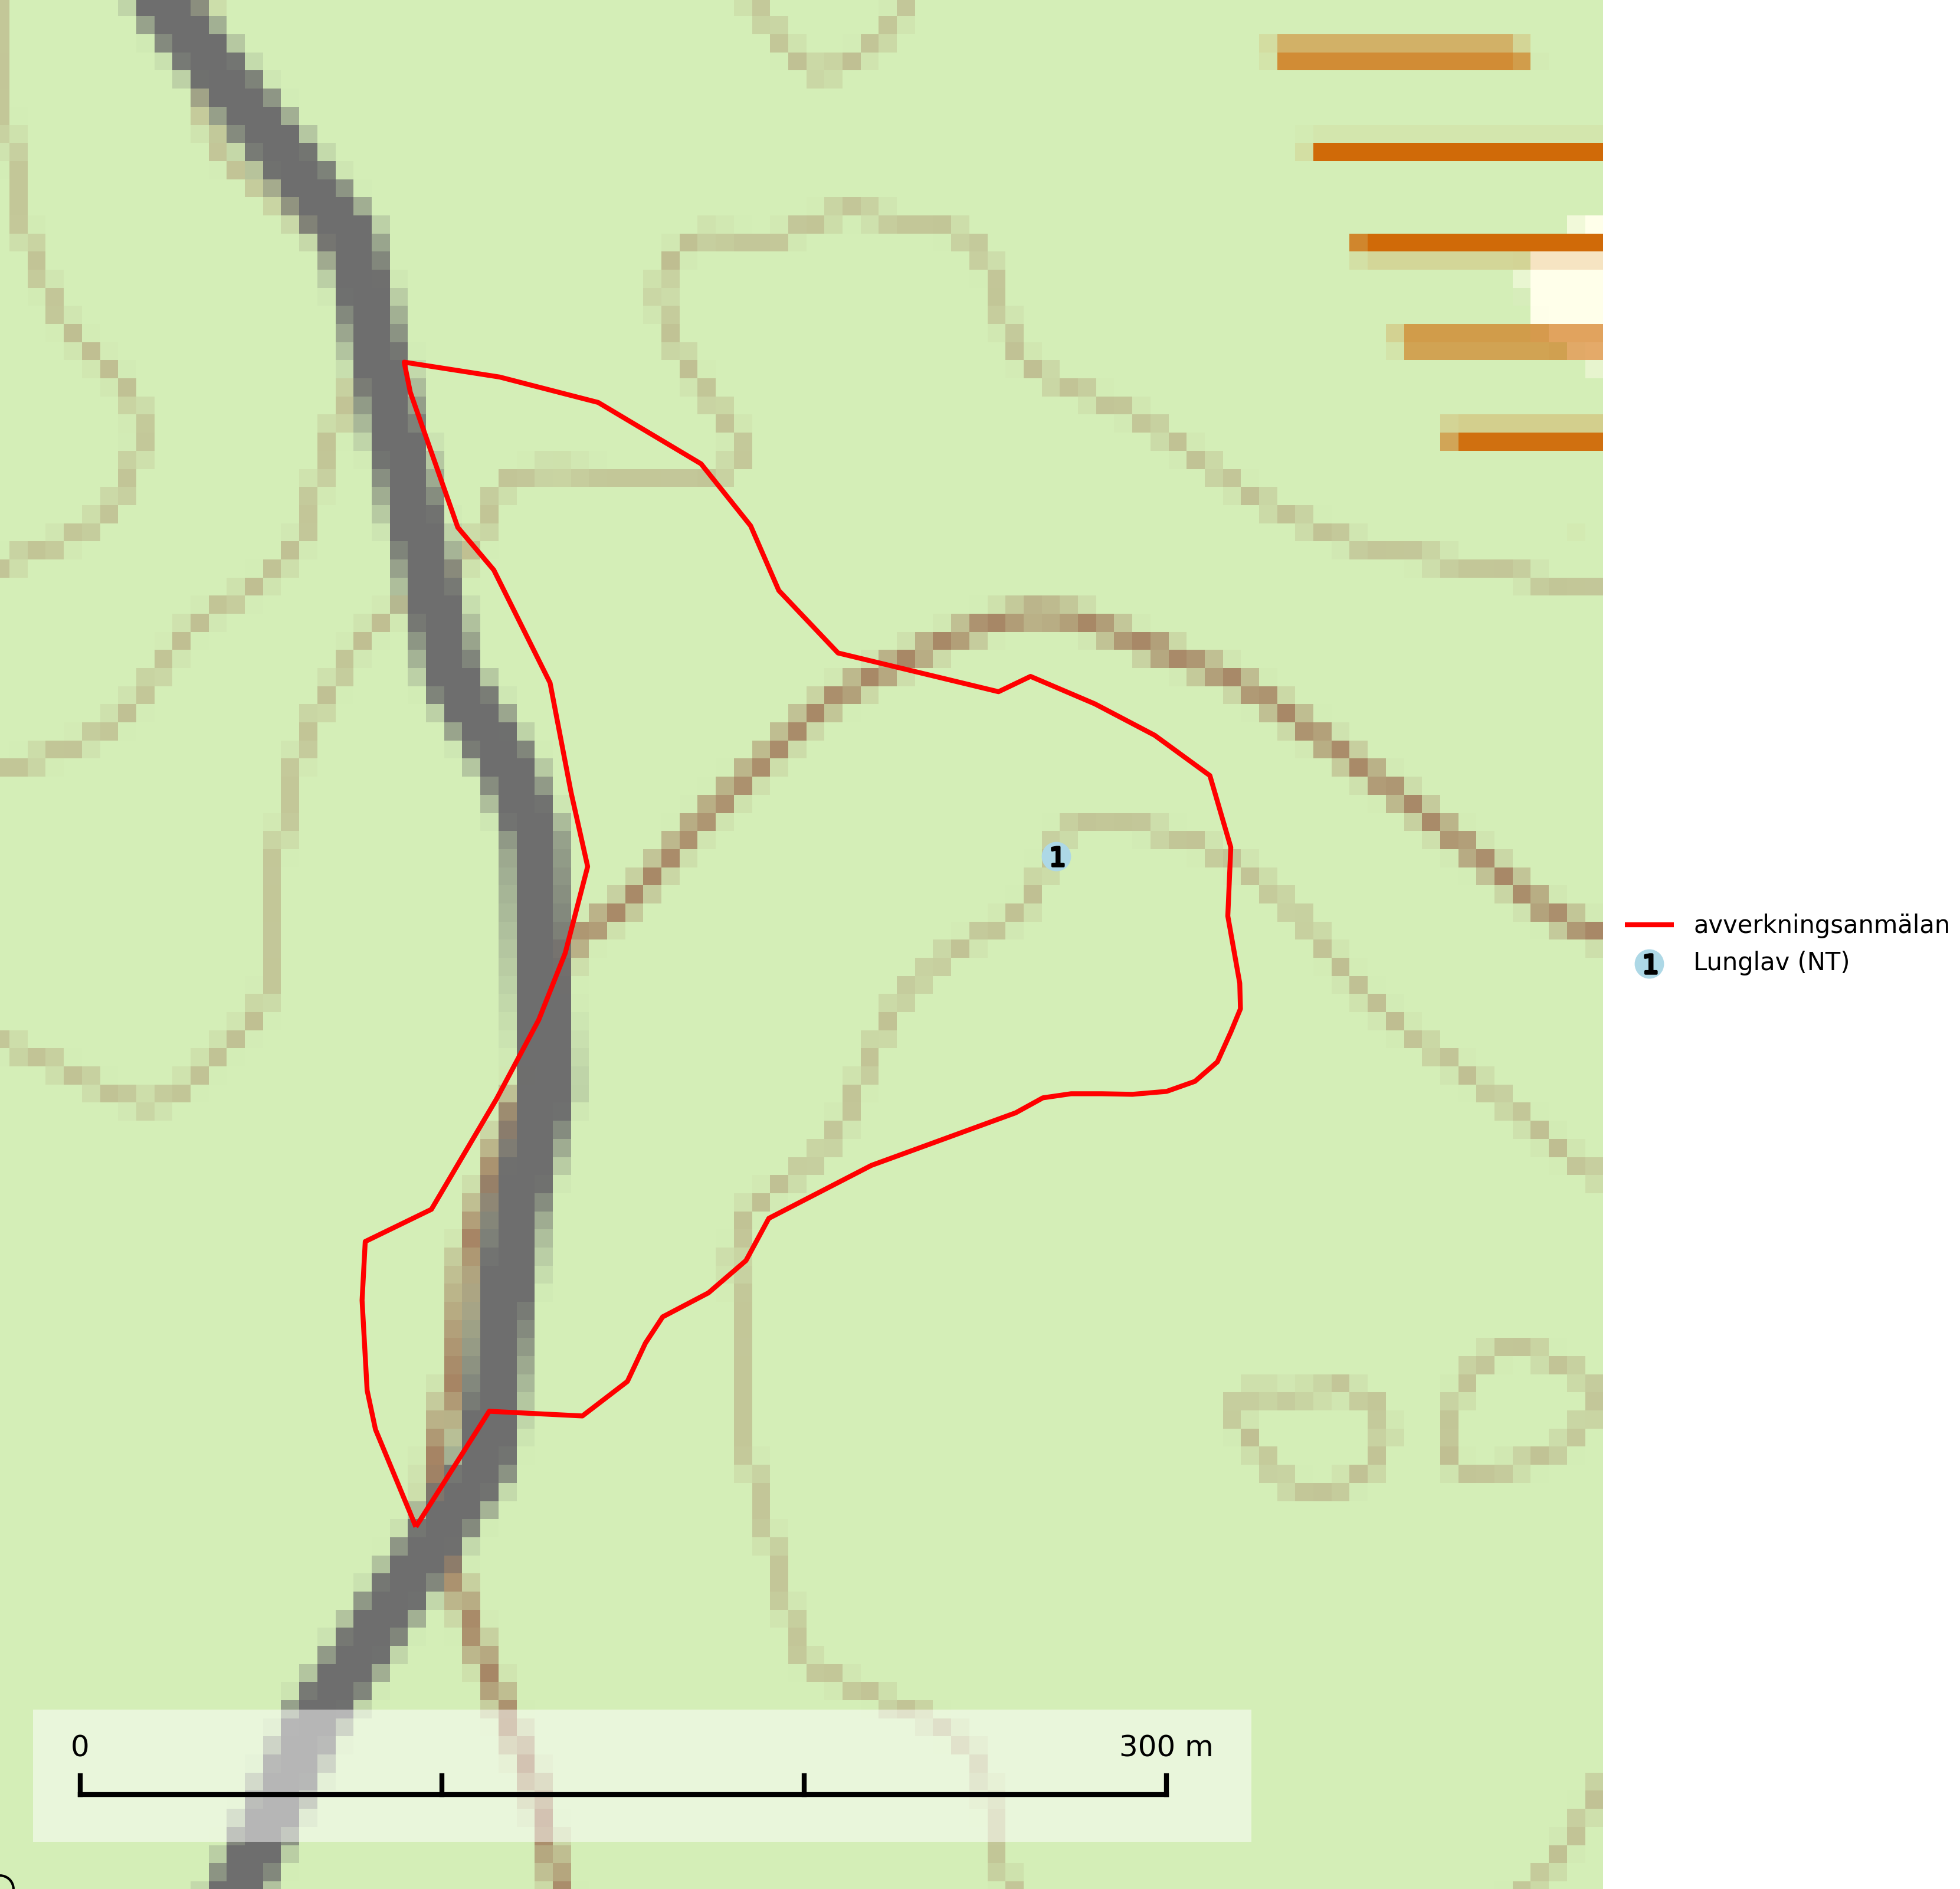 1
avverkningsanmälan
1 Lunglav (NT)
0 300 m